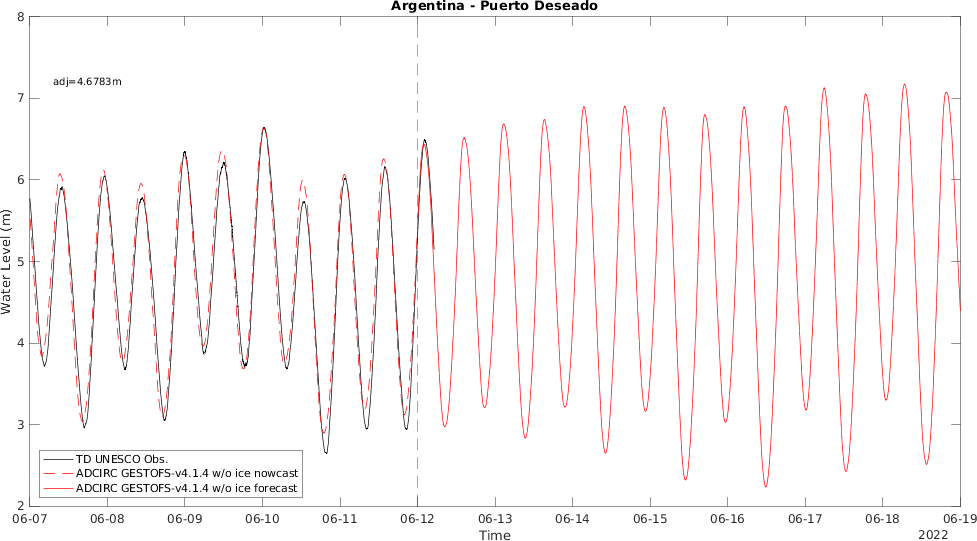 Argentina - Puerto Deseado
8
7
6
5
4
3
2
Water Level (m)
adj=4.6783m
TD UNESCO Obs.
ADCIRC GESTOFS-v4.1.4 w/o ice nowcast
ADCIRC GESTOFS-v4.1.4 w/o ice forecast
06-07 06-08 06-09 06-10 06-11 06-12 06-13 06-14 06-15 06-16 06-17 06-18 06-19
Time
2022